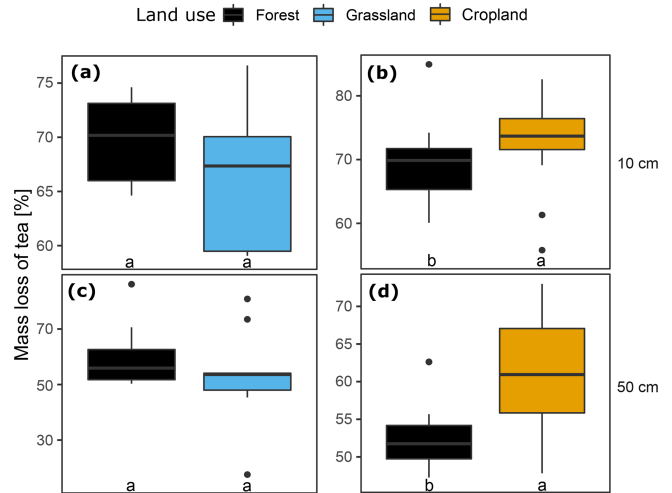 Land use Forest Grassland Cropland
(a)
75
70
65
60
a a
(b)
80
70
60
b a
10 cm
Mass loss of tea [%]
(c)
70
50
30
a a
(d)
70
65
60
55
50
b a
50 cm